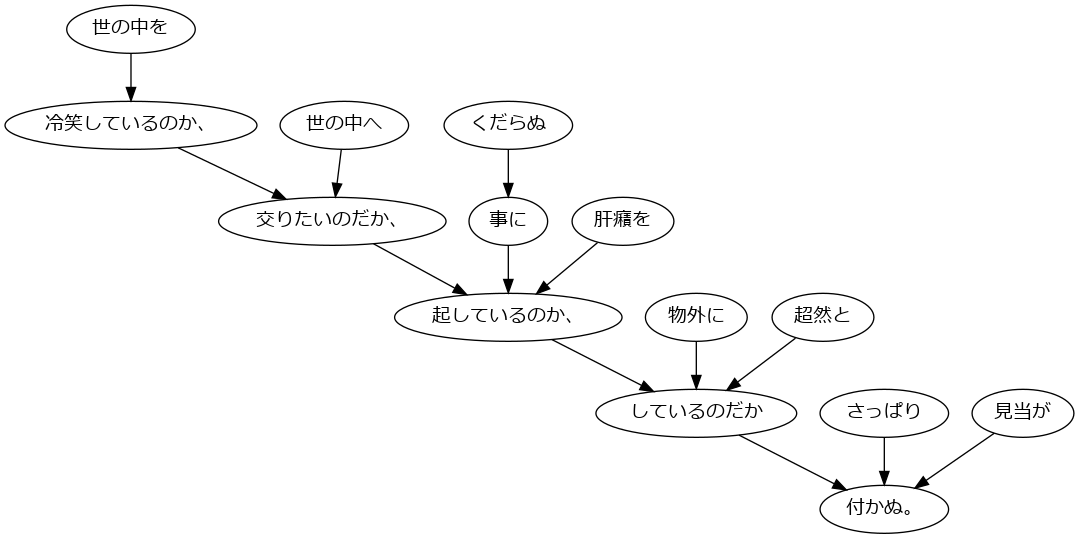 世の中を
冷笑しているのか、
世の中へ
くだらぬ
交りたいのだか、
事に
肝癪を
起しているのか、
物外に
超然と
しているのだか
さっぱり
見当が
付かぬ。